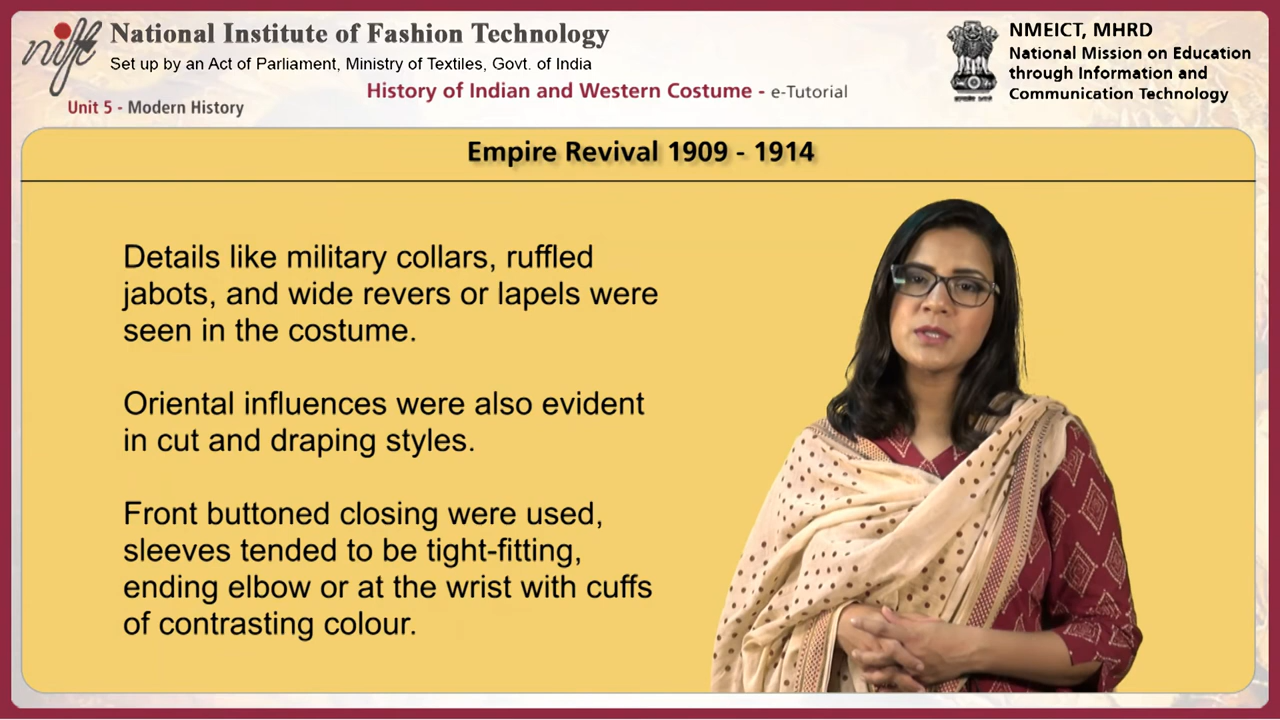 nift
National Institute of Fashion Technology
Set up by an Act of Parliament, Ministry of Textiles, Govt. of India
History of Indian and Western Costume - e-Tutorial
Unit 5 - Modern History
NMEICT, MHRD
National Mission on Education
through Information and
Communication Technology
Empire Revival 1909 - 1914
Details like military collars, ruffled
jabots, and wide revers or lapels were
seen in the costume.
Oriental influences were also evident
in cut and draping styles.
Front buttoned closing were used,
sleeves tended to be tight-fitting,
ending elbow or at the wrist with cuffs
of contrasting colour.